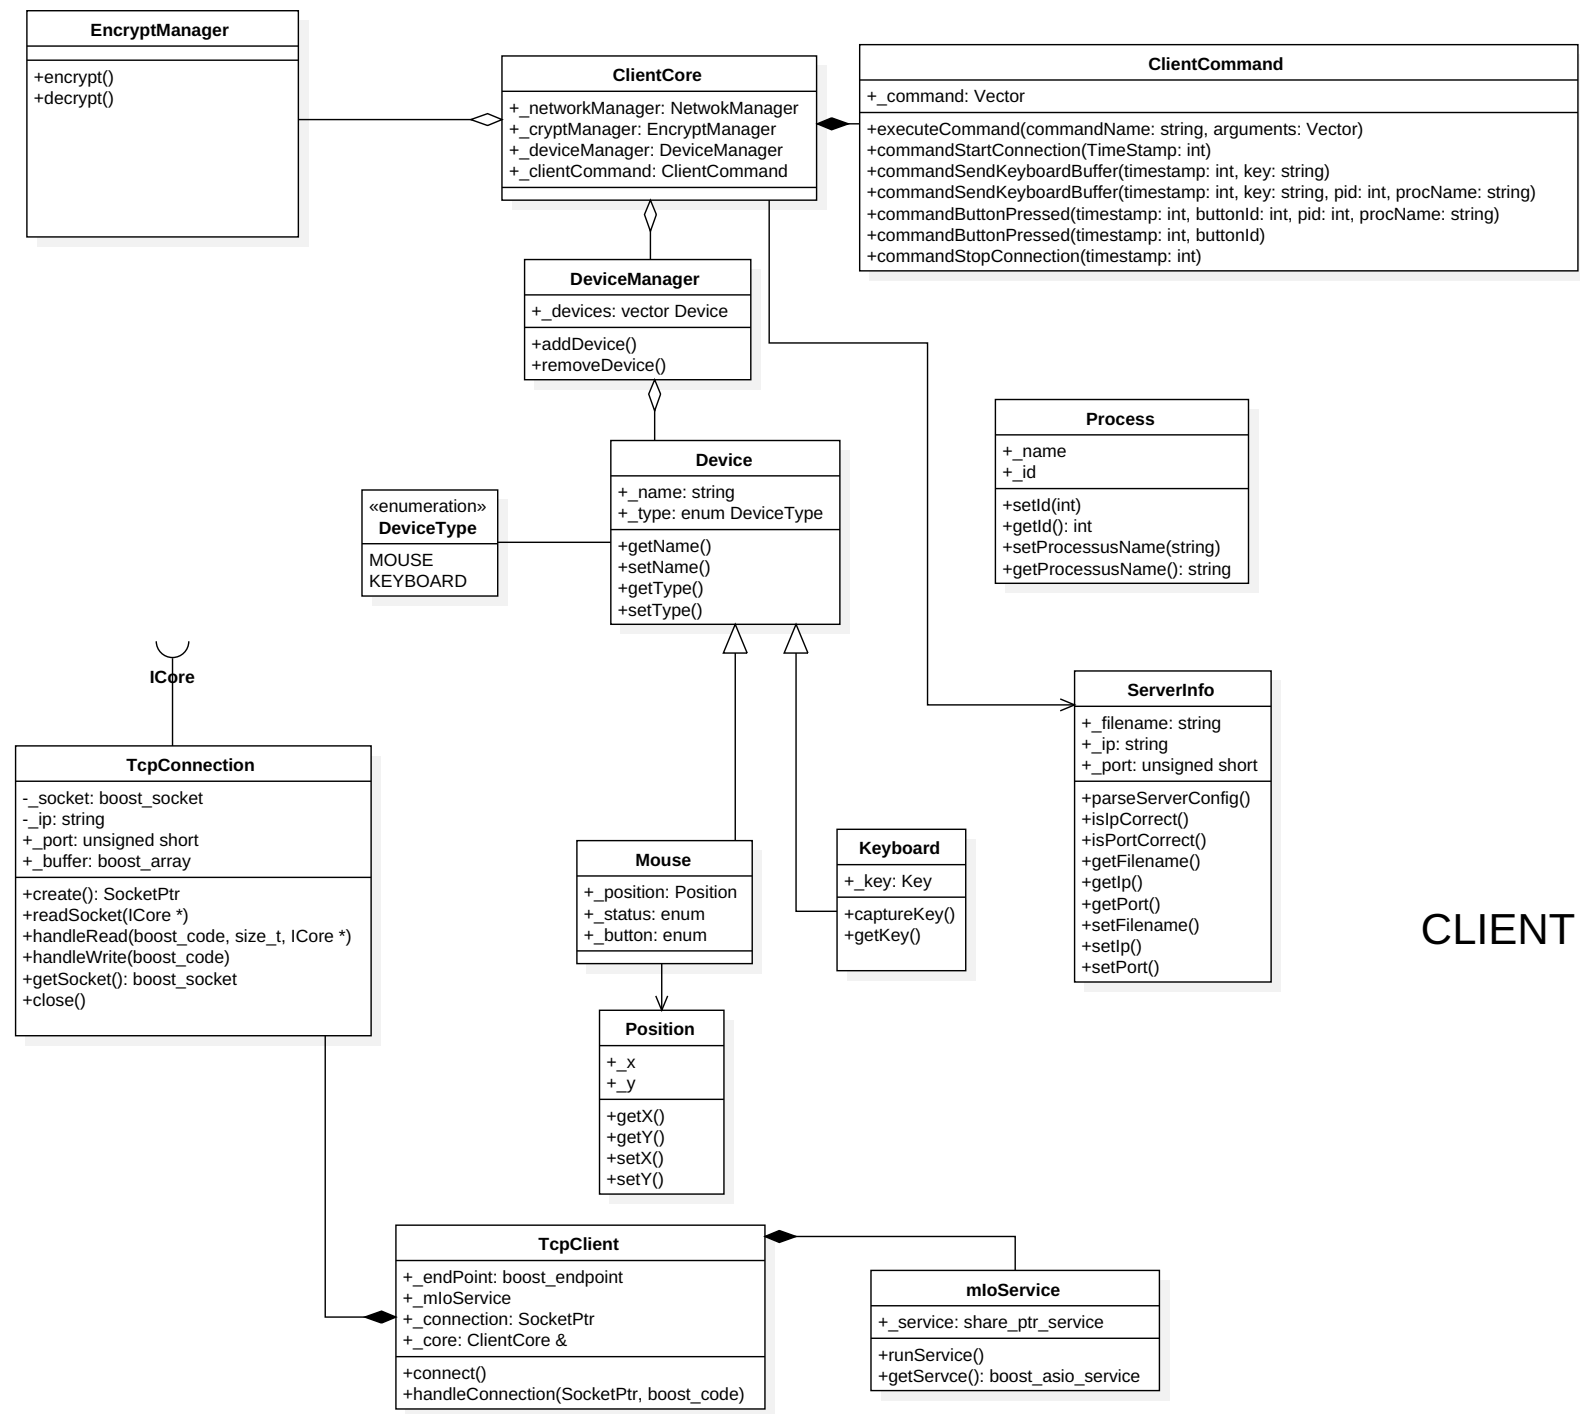 EncryptManager
+encrypt()
+decrypt()
ClientCore
+_networkManager: NetwokManager
+_cryptManager: EncryptManager
+_deviceManager: DeviceManager
+_clientCommand: ClientCommand
ClientCommand
+_command: Vector
+executeCommand(commandName: string, arguments: Vector)
+commandStartConnection(TimeStamp: int)
+commandSendKeyboardBuffer(timestamp: int, key: string)
+commandSendKeyboardBuffer(timestamp: int, key: string, pid: int, procName: string)
+commandButtonPressed(timestamp: int, buttonId: int, pid: int, procName: string)
+commandButtonPressed(timestamp: int, buttonId)
+commandStopConnection(timestamp: int)
DeviceManager
+_devices: vector Device
+addDevice()
+removeDevice()
Process
+_name
+_id
+setId(int)
+getId(): int
+setProcessusName(string)
+getProcessusName(): string
Device
+_name: string
+_type: enum DeviceType
+getName()
+setName()
+getType()
+setType()
«enumeration»
DeviceType
MOUSE
KEYBOARD
ICore
TcpConnection
-_socket: boost_socket
-_ip: string
+_port: unsigned short
+_buffer: boost_array
+create(): SocketPtr
+readSocket(ICore *)
+handleRead(boost_code, size_t, ICore *)
+handleWrite(boost_code)
+getSocket(): boost_socket
+close()
ServerInfo
+_filename: string
+_ip: string
+_port: unsigned short
+parseServerConfig()
+isIpCorrect()
+isPortCorrect()
+getFilename()
+getIp()
+getPort()
+setFilename()
+setIp()
+setPort()
Mouse
+_position: Position
+_status: enum
+_button: enum
Keyboard
+_key: Key
+captureKey()
+getKey()
CLIENT
Position
+_x
+_y
+getX()
+getY()
+setX()
+setY()
TcpClient
+_endPoint: boost_endpoint
+_mIoService
+_connection: SocketPtr
+_core: ClientCore &
+connect()
+handleConnection(SocketPtr, boost_code)
mIoService
+_service: share_ptr_service
+runService()
+getServce(): boost_asio_service